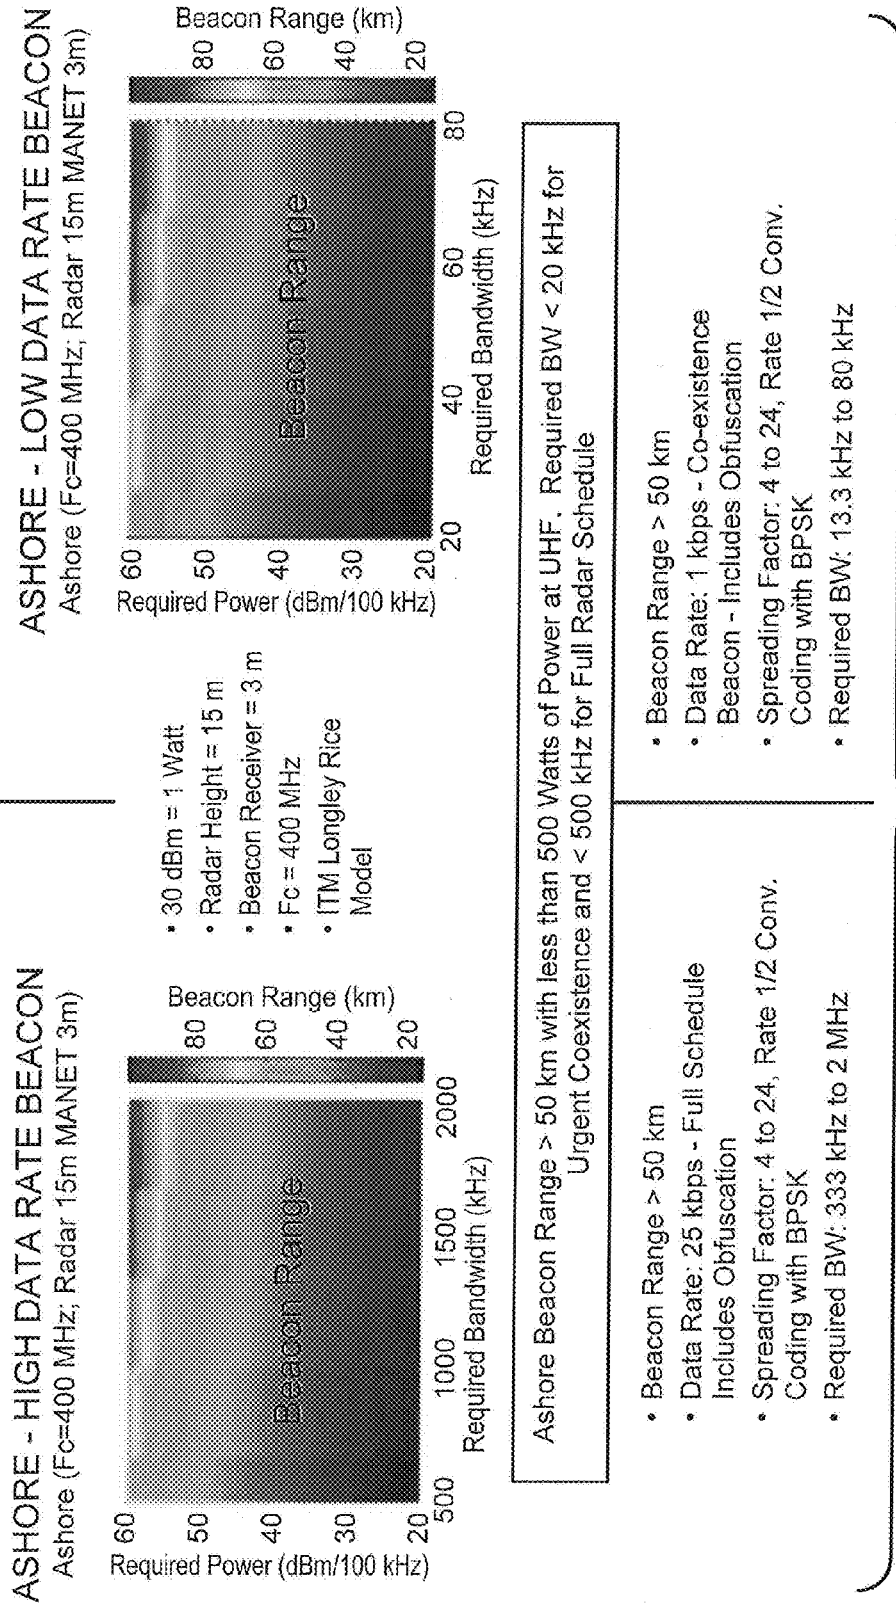 ASHORE - HIGH DATA RATE BEACON
Ashore (Fc=400 MHz; Radar 15m MANET 3m)
Required Power (dBm/100 kHz)
60
50
40
30
20
Beacon Range
500
1000
1500
2000
Required Bandwidth (kHz)
Beacon Range (km)
80
60
40
20
• 30 dBm = 1 Watt
• Radar Height = 15 m
• Beacon Receiver = 3 m
• Fc = 400 MHz
• ITM Longley Rice
Model
ASHORE - LOW DATA RATE BEACON
Ashore (Fc=400 MHz; Radar 15m MANET 3m)
Required Power (dBm/100 kHz)
60
50
40
30
20
Beacon Range
20
40
60
80
Required Bandwidth (kHz)
Beacon Range (km)
80
60
40
20
Ashore Beacon Range > 50 km with less than 500 Watts of Power at UHF. Required BW < 20 kHz for
Urgent Coexistence and < 500 kHz for Full Radar Schedule
• Beacon Range > 50 km
• Data Rate: 25 kbps - Full Schedule
Includes Obfuscation
• Spreading Factor: 4 to 24, Rate 1/2 Conv.
Coding with BPSK
• Required BW: 333 kHz to 2 MHz
• Beacon Range > 50 km
• Data Rate: 1 kbps - Co-existence
Beacon - Includes Obfuscation
• Spreading Factor: 4 to 24, Rate 1/2 Conv.
Coding with BPSK
• Required BW: 13.3 kHz to 80 kHz